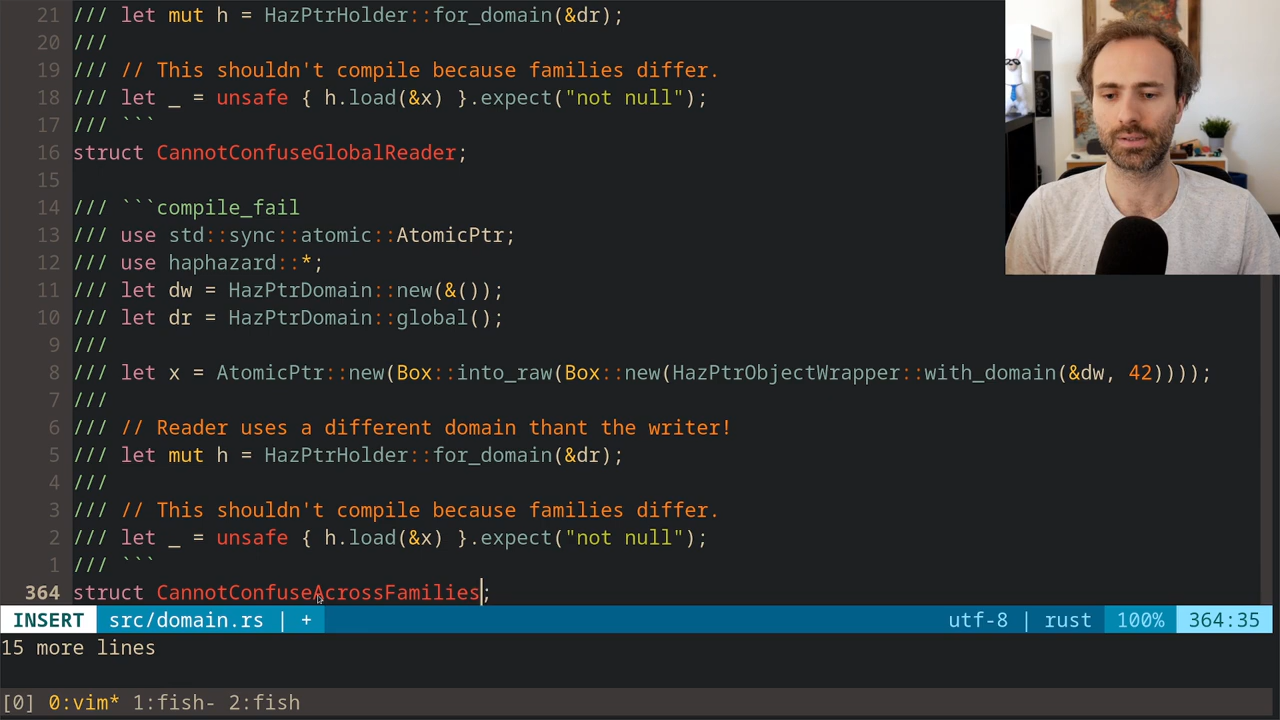 21 /// let mut h = HazPtrHolder::for_domain(&dr);
20 ///
19 /// // This shouldn't compile because families differ.
18 /// let _ = unsafe { h.load(&x) }.expect("not null");
17 /// ```
16 struct CannotConfuseGlobalReader;
15
14 /// ```compile_fail
13 /// use std::sync::atomic::AtomicPtr;
12 /// use haphazard::*;
11 /// let dw = HazPtrDomain::new(&());
10 /// let dr = HazPtrDomain::global();
9 ///
8 /// let x = AtomicPtr::new(Box::into_raw(Box::new(HazPtrObjectWrapper::with_domain(&dw, 42))));
7 ///
6 /// // Reader uses a different domain thant the writer!
5 /// let mut h = HazPtrHolder::for_domain(&dr);
4 ///
3 /// // This shouldn't compile because families differ.
2 /// let _ = unsafe { h.load(&x) }.expect("not null");
1 /// ```
364 struct CannotConfuseAcrossFamilies;
INSERT src/domain.rs | + utf-8 | rust 100% 364:35
15 more lines
[0] 0:vim* 1:fish- 2:fish